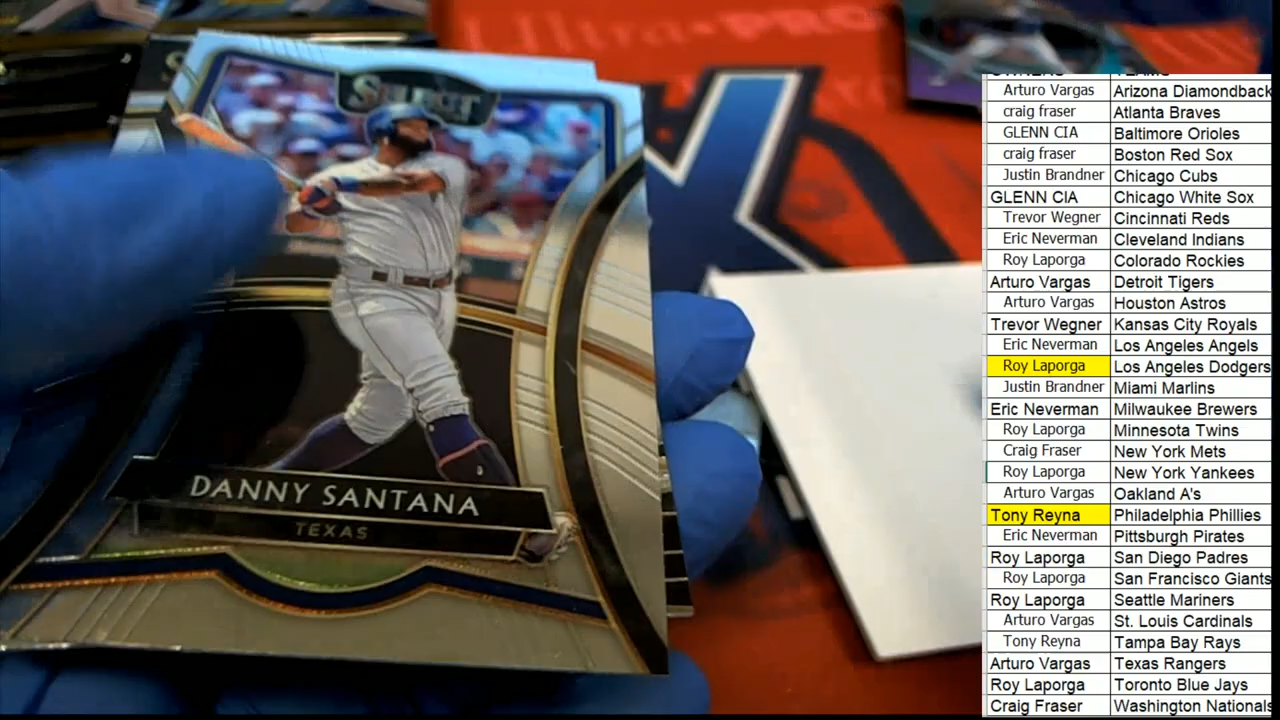 Ultra PRO
Select
DANNY SANTANA
TEXAS
OWNERS TEAMS
Arturo Vargas Arizona Diamondback
craig fraser Atlanta Braves
GLENN CIA Baltimore Orioles
craig fraser Boston Red Sox
Justin Brandner Chicago Cubs
GLENN CIA Chicago White Sox
Trevor Wegner Cincinnati Reds
Eric Neverman Cleveland Indians
Roy Laporga Colorado Rockies
Arturo Vargas Detroit Tigers
Arturo Vargas Houston Astros
Trevor Wegner Kansas City Royals
Eric Neverman Los Angeles Angels
Roy Laporga Los Angeles Dodgers
Justin Brandner Miami Marlins
Eric Neverman Milwaukee Brewers
Roy Laporga Minnesota Twins
Craig Fraser New York Mets
Roy Laporga New York Yankees
Arturo Vargas Oakland A's
Tony Reyna Philadelphia Phillies
Eric Neverman Pittsburgh Pirates
Roy Laporga San Diego Padres
Roy Laporga San Francisco Giants
Roy Laporga Seattle Mariners
Arturo Vargas St. Louis Cardinals
Tony Reyna Tampa Bay Rays
Arturo Vargas Texas Rangers
Roy Laporga Toronto Blue Jays
Craig Fraser Washington Nationals